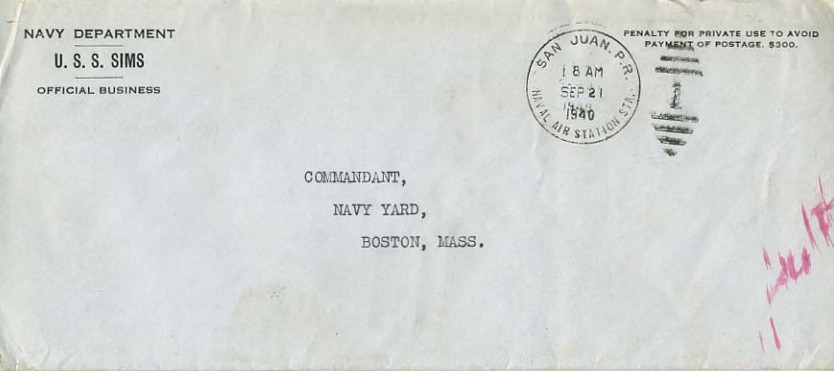 NAVY DEPARTMENT
U. S. S. SIMS
OFFICIAL BUSINESS
PENALTY FOR PRIVATE USE TO AVOID
PAYMENT OF POSTAGE, $300.
SAN JUAN. P.R.
18 AM
SEP 21
1940
NAVAL AIR STATION STA.
1
COMMANDANT,
NAVY YARD,
BOSTON, MASS.